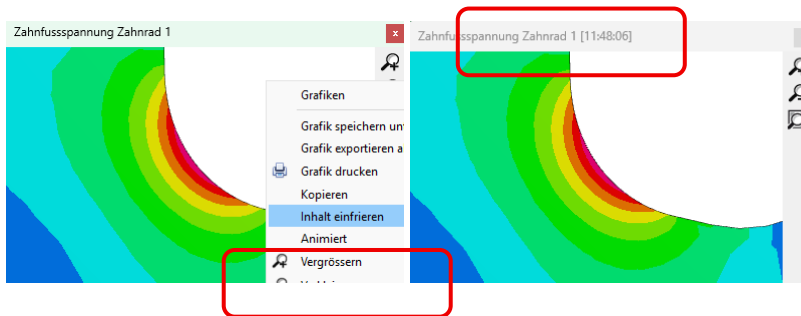 Zahnfussspannung Zahnrad 1
x
Grafiken
Grafik speichern un
Grafik exportieren a
Grafik drucken
Kopieren
Inhalt einfrieren
Animiert
Vergrössern
Zahnfussspannung Zahnrad 1 [11:48:06]